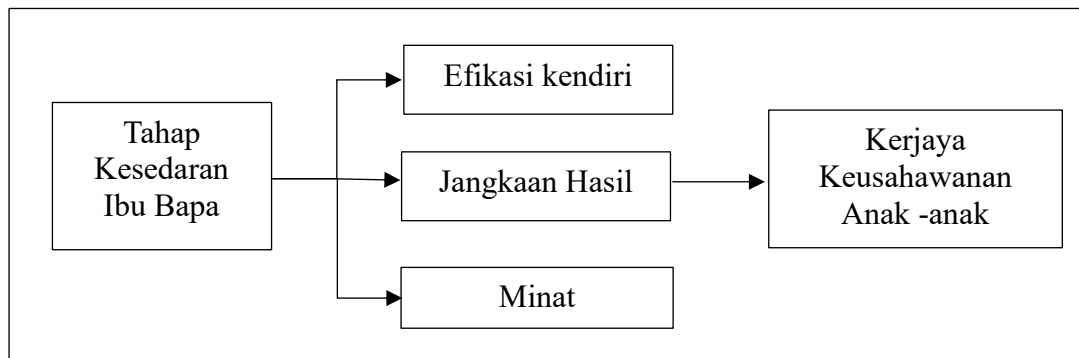 Tahap
Kesedaran
Ibu Bapa
Efikasi kendiri
Jangkaan Hasil
Minat
Kerjaya
Keusahawanan
Anak -anak